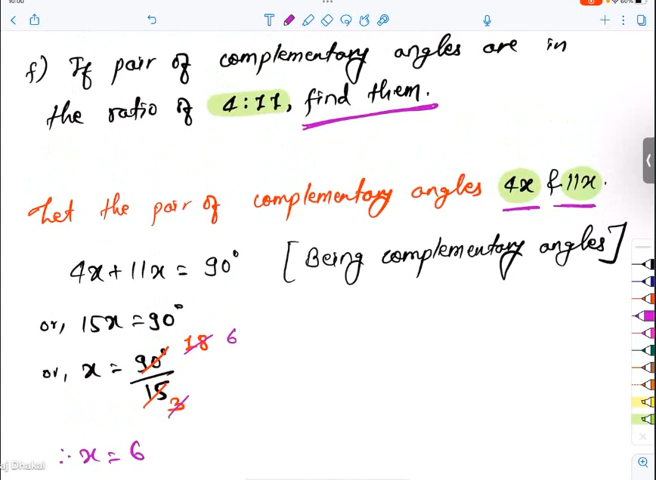 f) If pair of complementary angles are in
the ratio of 4:11, find them.
Let the pair of complementary angles 4x & 11x.
4x + 11x = 90° [Being complementary angles]
or, 15x = 90°
18 6
or, x = 90°
15
3
∴ x = 6
aj Dhakal